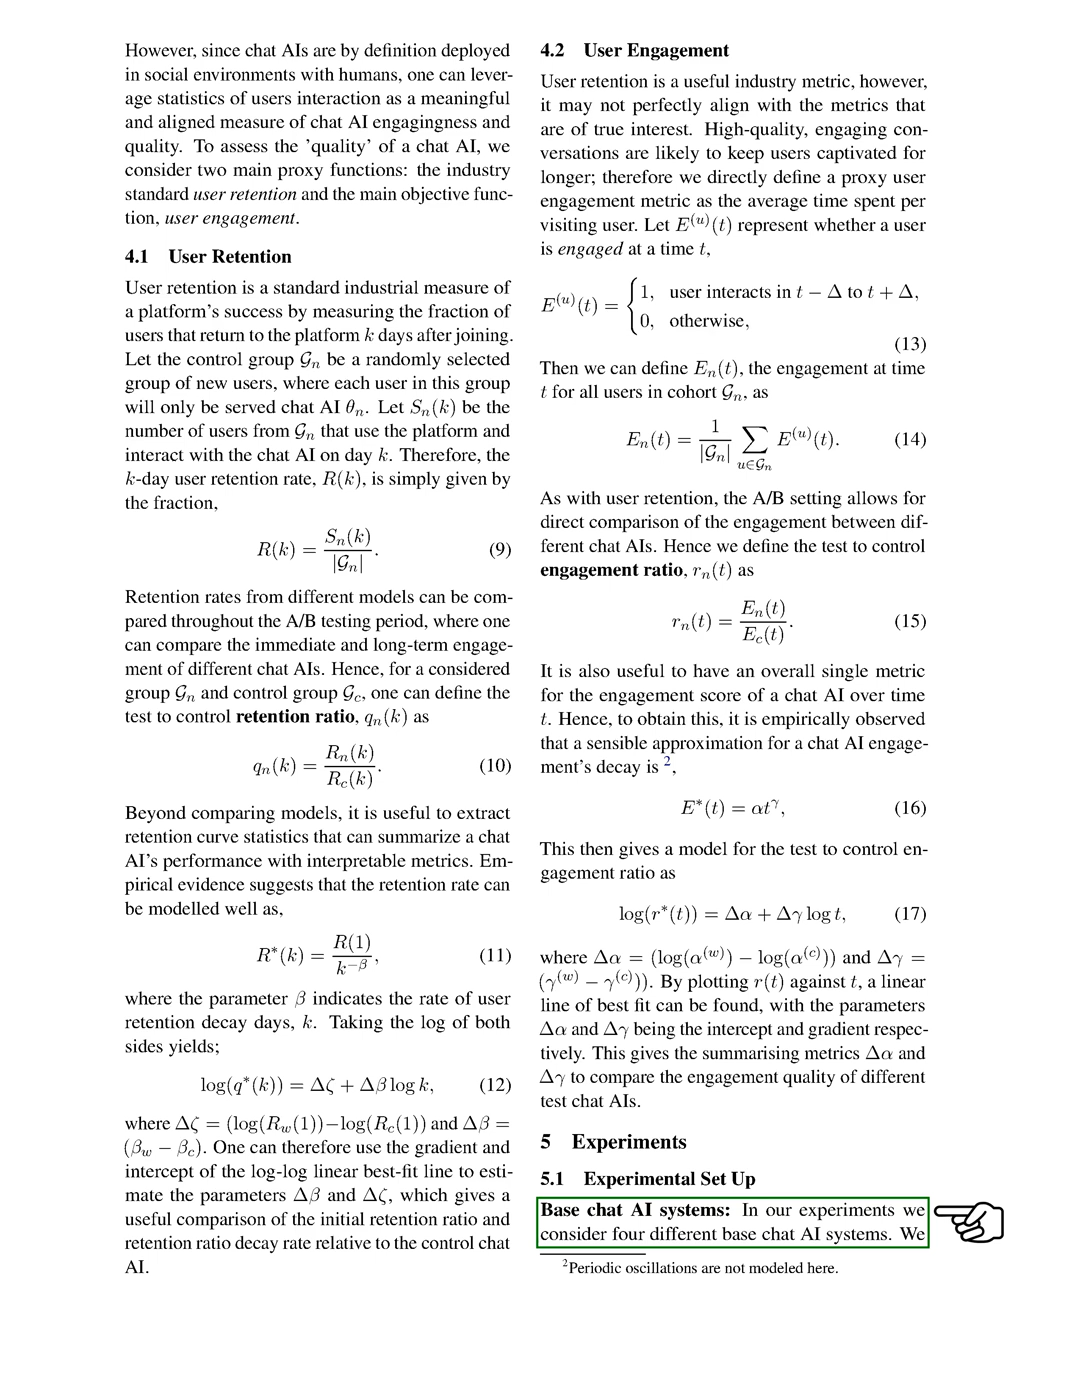 However, since chat AIs are by definition deployed
in social environments with humans, one can lever-
age statistics of users interaction as a meaningful
and aligned measure of chat AI engagingness and
quality. To assess the 'quality' of a chat AI, we
consider two main proxy functions: the industry
standard user retention and the main objective func-
tion, user engagement.
4.1 User Retention
User retention is a standard industrial measure of
a platform's success by measuring the fraction of
users that return to the platform k days after joining.
Let the control group 𝒢ₙ be a randomly selected
group of new users, where each user in this group
will only be served chat AI θₙ. Let Sₙ(k) be the
number of users from 𝒢ₙ that use the platform and
interact with the chat AI on day k. Therefore, the
k-day user retention rate, R(k), is simply given by
the fraction,
R(k) = Sₙ(k) / |𝒢ₙ|. (9)
Retention rates from different models can be com-
pared throughout the A/B testing period, where one
can compare the immediate and long-term engage-
ment of different chat AIs. Hence, for a considered
group 𝒢ₙ and control group 𝒢c, one can define the
test to control retention ratio, qₙ(k) as
qₙ(k) = Rₙ(k) / Rc(k). (10)
Beyond comparing models, it is useful to extract
retention curve statistics that can summarize a chat
AI's performance with interpretable metrics. Em-
pirical evidence suggests that the retention rate can
be modelled well as,
R*(k) = R(1) / k^−β, (11)
where the parameter β indicates the rate of user
retention decay days, k. Taking the log of both
sides yields;
log(q*(k)) = Δζ + Δβ log k, (12)
where Δζ = (log(R_w(1))−log(R_c(1)) and Δβ =
(β_w − β_c). One can therefore use the gradient and
intercept of the log-log linear best-fit line to esti-
mate the parameters Δβ and Δζ, which gives a
useful comparison of the initial retention ratio and
retention ratio decay rate relative to the control chat
AI.
4.2 User Engagement
User retention is a useful industry metric, however,
it may not perfectly align with the metrics that
are of true interest. High-quality, engaging con-
versations are likely to keep users captivated for
longer; therefore we directly define a proxy user
engagement metric as the average time spent per
visiting user. Let E^(u)(t) represent whether a user
is engaged at a time t,
E^(u)(t) = { 1, user interacts in t − Δ to t + Δ,
0, otherwise,
(13)
Then we can define Eₙ(t), the engagement at time
t for all users in cohort 𝒢ₙ, as
Eₙ(t) = 1 / |𝒢ₙ| ∑_{u∈𝒢ₙ} E^(u)(t). (14)
As with user retention, the A/B setting allows for
direct comparison of the engagement between dif-
ferent chat AIs. Hence we define the test to control
engagement ratio, rₙ(t) as
rₙ(t) = Eₙ(t) / E_c(t). (15)
It is also useful to have an overall single metric
for the engagement score of a chat AI over time
t. Hence, to obtain this, it is empirically observed
that a sensible approximation for a chat AI engage-
ment's decay is ²,
E*(t) = αt^γ, (16)
This then gives a model for the test to control en-
gagement ratio as
log(r*(t)) = Δα + Δγ log t, (17)
where Δα = (log(α^(w)) − log(α^(c))) and Δγ =
(γ^(w) − γ^(c))). By plotting r(t) against t, a linear
line of best fit can be found, with the parameters
Δα and Δγ being the intercept and gradient respec-
tively. This gives the summarising metrics Δα and
Δγ to compare the engagement quality of different
test chat AIs.
5 Experiments
5.1 Experimental Set Up
Base chat AI systems: In our experiments we
consider four different base chat AI systems. We
²Periodic oscillations are not modeled here.